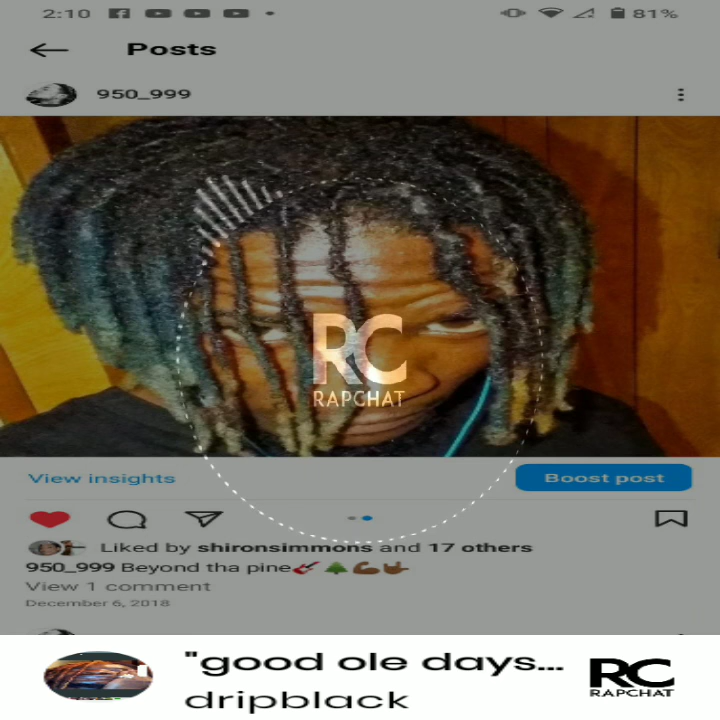 2:10
81%
Posts
950_999
RC
RAPCHAT
View insights
Boost post
Liked by shironsimmons and 17 others
950_999 Beyond tha pine🎸🌲💪🏾🤟🏾
View 1 comment
December 6, 2018
"good ole days...
dripblack
RC
RAPCHAT